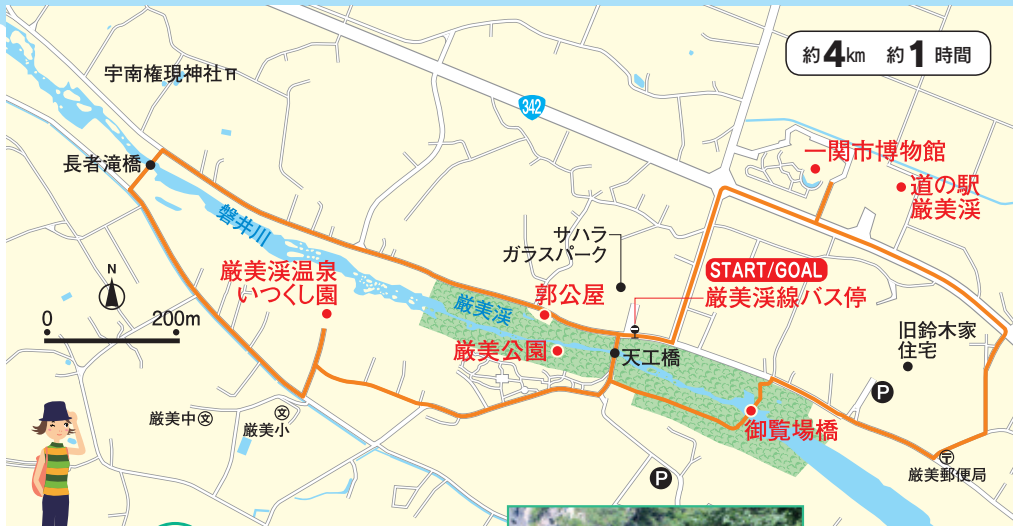 約4km 約1時間
宇南権現神社
342
長者滝橋
一関市博物館
道の駅
厳美渓
磐井川
サハラ
ガラスパーク
START/GOAL
厳美渓線バス停
厳美渓温泉
いつくし園
厳美渓
郭公屋
N
0 200m
厳美公園
天工橋
旧鈴木家
住宅
P
御覧場橋
厳美中文
文
厳美小
〒
厳美郵便局
P